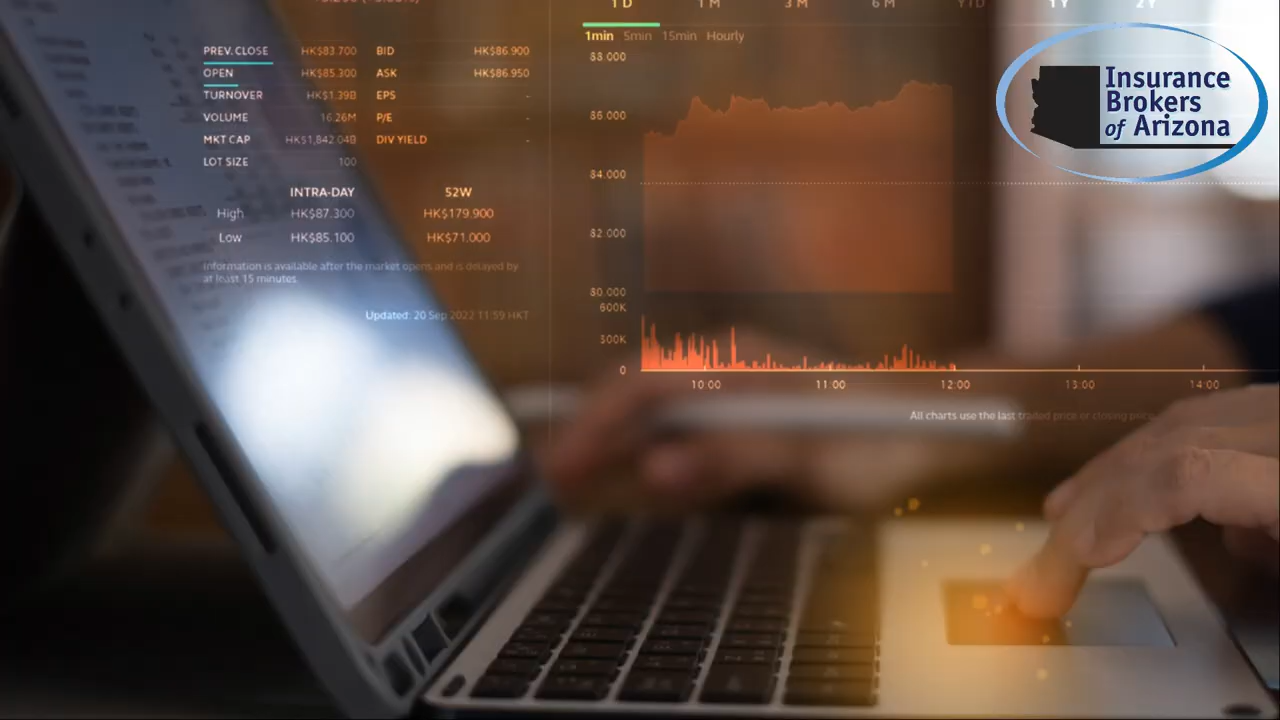 1 D 1 M 3 M 6 M YTD 1 Y 2Y
PREV. CLOSE HK$83.700 BID HK$86.900
OPEN HK$85.300 ASK HK$86.950
TURNOVER HK$1.39B EPS -
VOLUME 16.26M P/E -
MKT CAP HK$1,842.04B DIV YIELD -
LOT SIZE 100
INTRA-DAY 52W
High HK$87.300 HK$179.900
Low HK$85.100 HK$71.000
Information is available after the market opens and is delayed by
at least 15 minutes.
Updated: 20 Sep 2022 11:59 HKT
1min 5min 15min Hourly
88.000
86.000
84.000
82.000
80.000
600K
300K
0
10:00 11:00 12:00 13:00 14:00
All charts use the last traded price or closing price
Insurance
Brokers
of Arizona